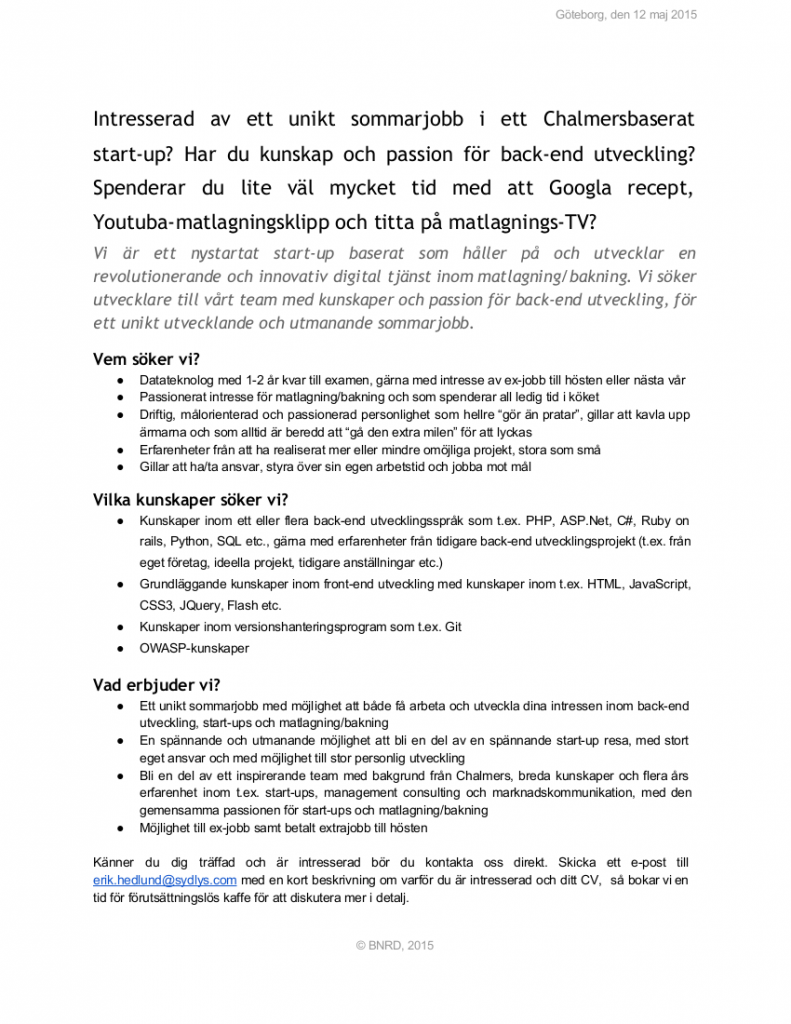 Göteborg, den 12 maj 2015
Intresserad av ett unikt sommarjobb i ett Chalmersbaserat
start-up? Har du kunskap och passion för back-end utveckling?
Spenderar du lite väl mycket tid med att Googla recept,
Youtuba-matlagningsklipp och titta på matlagnings-TV?
Vi är ett nystartat start-up baserat som håller på och utvecklar en
revolutionerande och innovativ digital tjänst inom matlagning/bakning. Vi söker
utvecklare till vårt team med kunskaper och passion för back-end utveckling, för
ett unikt utvecklande och utmanande sommarjobb.
Vem söker vi?
● Datateknolog med 1-2 år kvar till examen, gärna med intresse av ex-jobb till hösten eller nästa vår
● Passionerat intresse för matlagning/bakning och som spenderar all ledig tid i köket
● Driftig, målorienterad och passionerad personlighet som hellre “gör än pratar”, gillar att kavla upp
ärmarna och som alltid är beredd att “gå den extra milen” för att lyckas
● Erfarenheter från att ha realiserat mer eller mindre omöjliga projekt, stora som små
● Gillar att ha/ta ansvar, styra över sin egen arbetstid och jobba mot mål
Vilka kunskaper söker vi?
● Kunskaper inom ett eller flera back-end utvecklingsspråk som t.ex. PHP, ASP.Net, C#, Ruby on
rails, Python, SQL etc., gärna med erfarenheter från tidigare back-end utvecklingsprojekt (t.ex. från
eget företag, ideella projekt, tidigare anställningar etc.)
● Grundläggande kunskaper inom front-end utveckling med kunskaper inom t.ex. HTML, JavaScript,
CSS3, JQuery, Flash etc.
● Kunskaper inom versionshanteringsprogram som t.ex. Git
● OWASP-kunskaper
Vad erbjuder vi?
● Ett unikt sommarjobb med möjlighet att både få arbeta och utveckla dina intressen inom back-end
utveckling, start-ups och matlagning/bakning
● En spännande och utmanande möjlighet att bli en del av en spännande start-up resa, med stort
eget ansvar och med möjlighet till stor personlig utveckling
● Bli en del av ett inspirerande team med bakgrund från Chalmers, breda kunskaper och flera års
erfarenhet inom t.ex. start-ups, management consulting och marknadskommunikation, med den
gemensamma passionen för start-ups och matlagning/bakning
● Möjlighet till ex-jobb samt betalt extrajobb till hösten
Känner du dig träffad och är intresserad bör du kontakta oss direkt. Skicka ett e-post till
erik.hedlund@sydlys.com med en kort beskrivning om varför du är intresserad och ditt CV, så bokar vi en
tid för förutsättningslös kaffe för att diskutera mer i detalj.
© BNRD, 2015